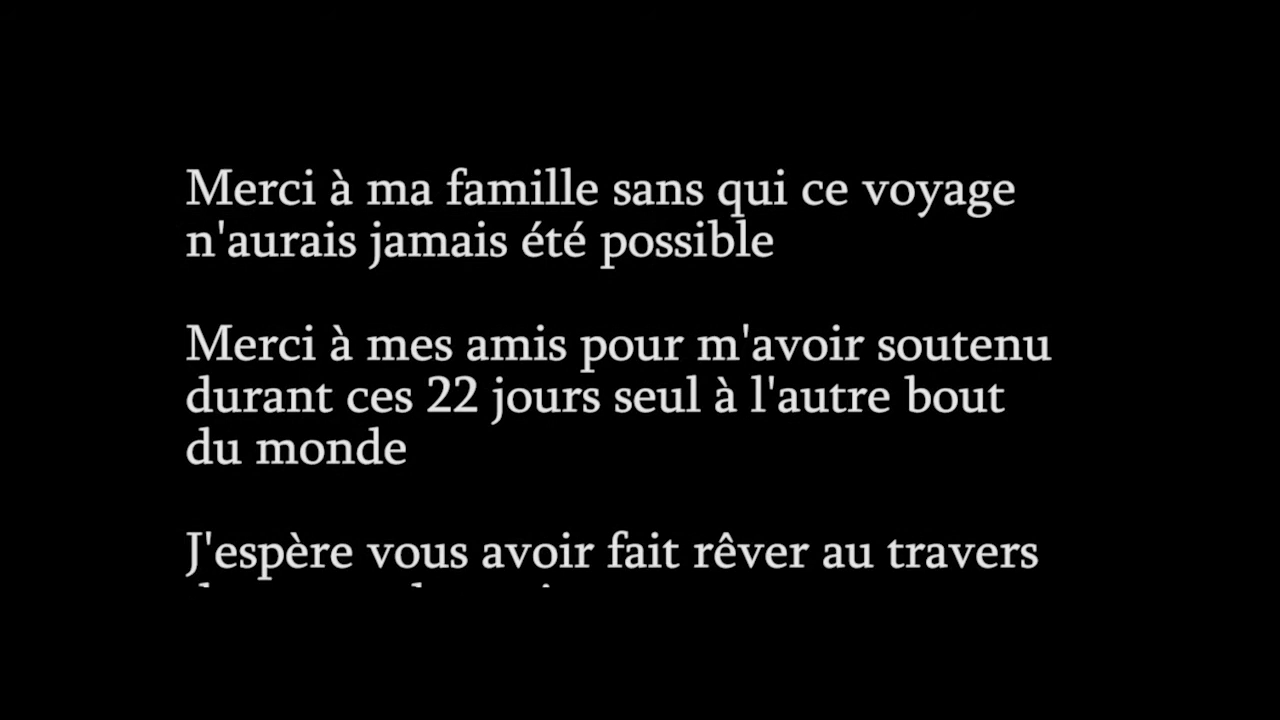 Merci à ma famille sans qui ce voyage
n'aurais jamais été possible
Merci à mes amis pour m'avoir soutenu
durant ces 22 jours seul à l'autre bout
du monde
J'espère vous avoir fait rêver au travers